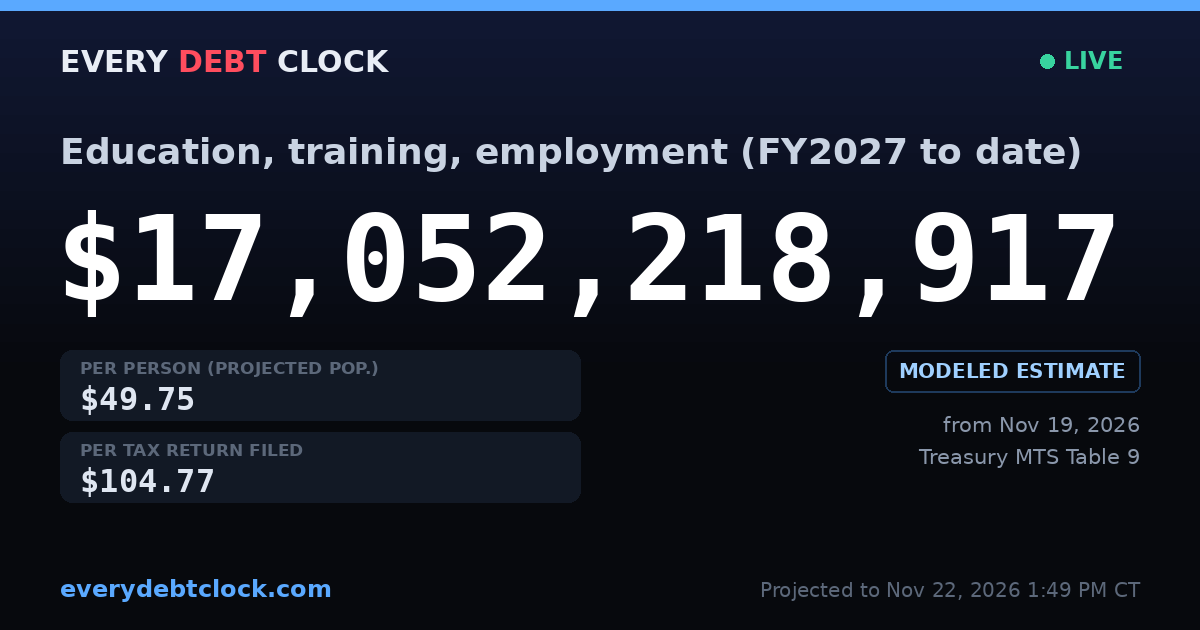 EVERY DEBT CLOCK
LIVE
Education, training, employment (FY2027 to date)
$17,052,218,917
PER PERSON (PROJECTED POP.)
$49.75
PER TAX RETURN FILED
$104.77
MODELED ESTIMATE
from Nov 19, 2026
Treasury MTS Table 9
everydebtclock.com
Projected to Nov 22, 2026 1:49 PM CT